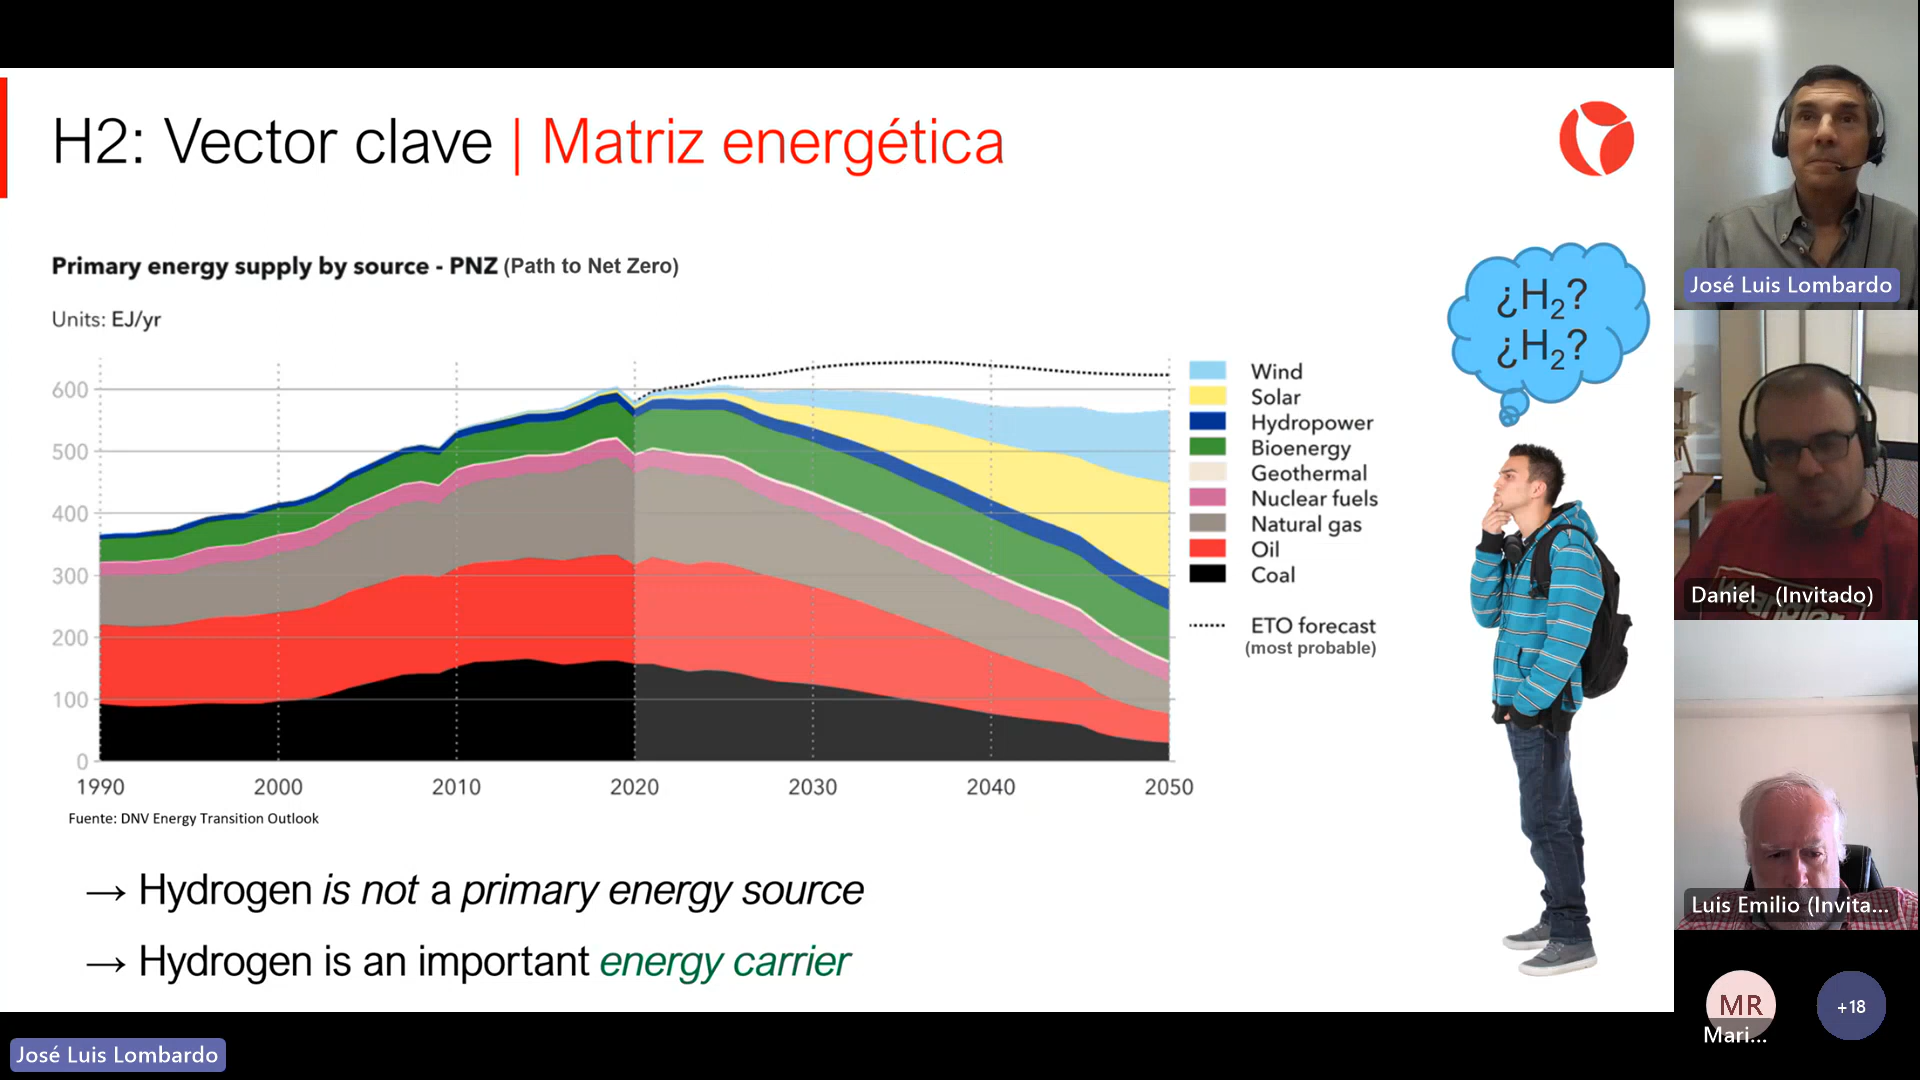 H2: Vector clave | Matriz energética
Primary energy supply by source - PNZ (Path to Net Zero)
Units: EJ/yr
600
500
400
300
200
100
0
1990 2000 2010 2020 2030 2040 2050
Wind
Solar
Hydropower
Bioenergy
Geothermal
Nuclear fuels
Natural gas
Oil
Coal
ETO forecast
(most probable)
Fuente: DNV Energy Transition Outlook
¿H2?
¿H2?
→ Hydrogen is not a primary energy source
→ Hydrogen is an important energy carrier
José Luis Lombardo
José Luis Lombardo
Wrangler
Daniel (Invitado)
Luis Emilio (Invita...
MR
Mari...
+18